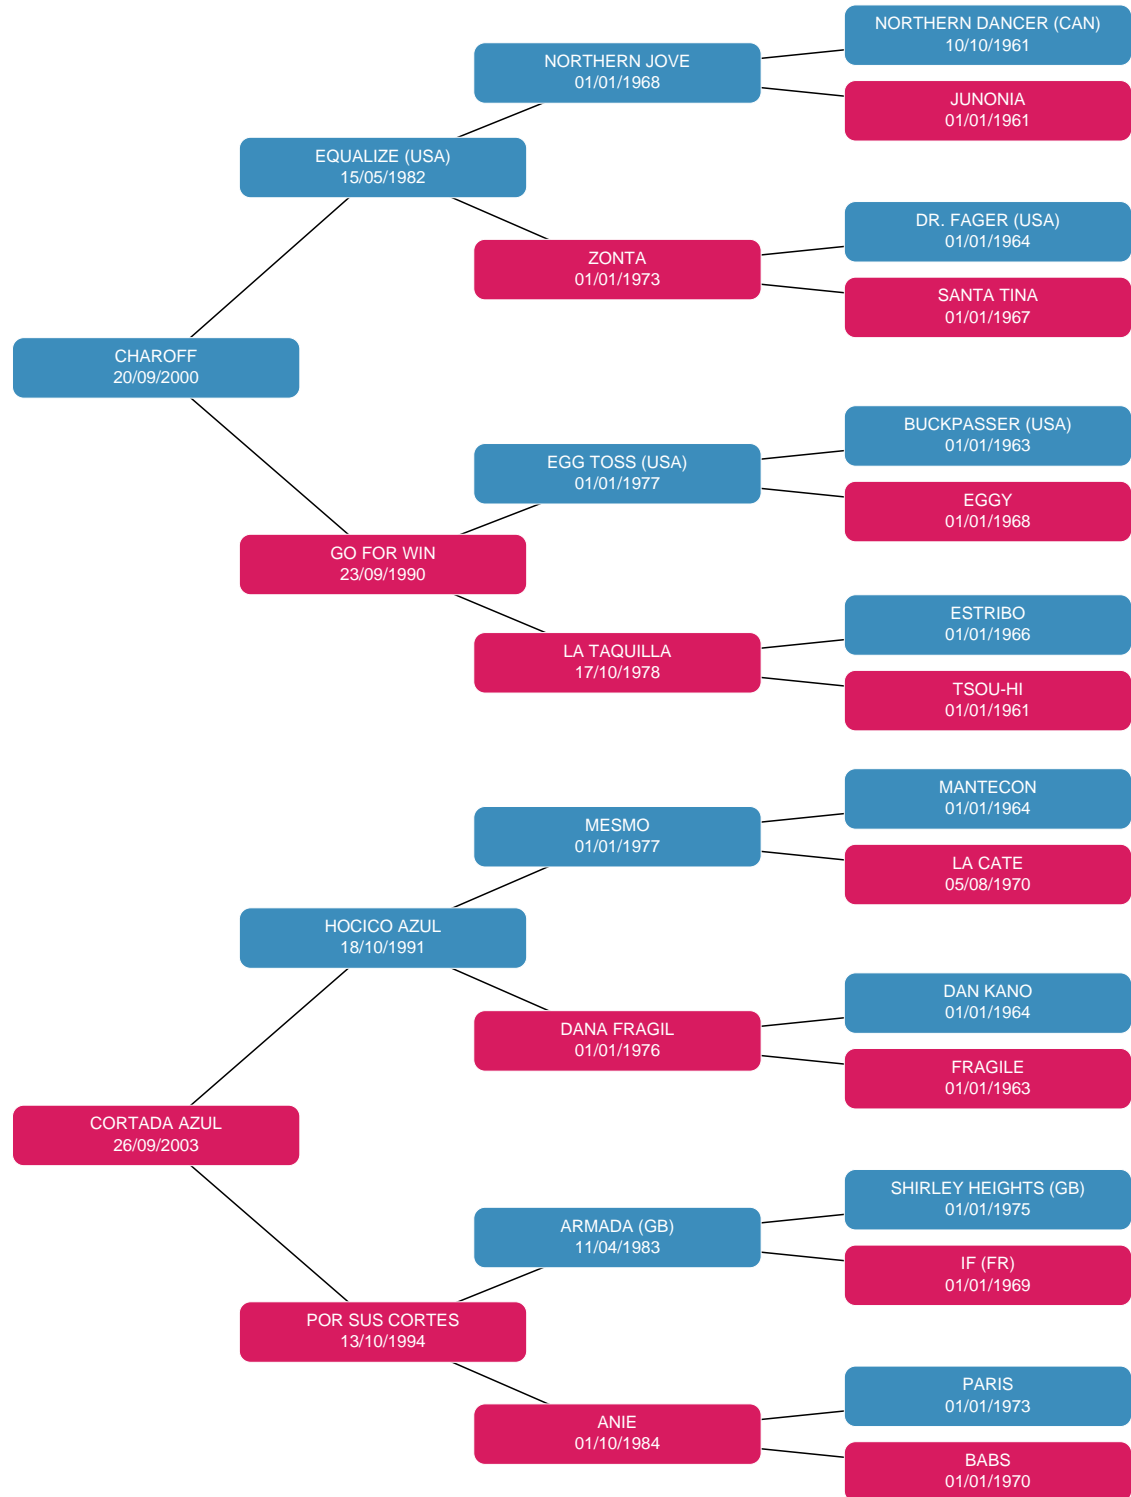 NORTHERN DANCER (CAN)
10/10/1961
NORTHERN JOVE
01/01/1968
JUNONIA
01/01/1961
EQUALIZE (USA)
15/05/1982
DR. FAGER (USA)
01/01/1964
ZONTA
01/01/1973
SANTA TINA
01/01/1967
CHAROFF
20/09/2000
BUCKPASSER (USA)
01/01/1963
EGG TOSS (USA)
01/01/1977
EGGY
01/01/1968
GO FOR WIN
23/09/1990
ESTRIBO
01/01/1966
LA TAQUILLA
17/10/1978
TSOU-HI
01/01/1961
MANTECON
01/01/1964
MESMO
01/01/1977
LA CATE
05/08/1970
HOCICO AZUL
18/10/1991
DAN KANO
01/01/1964
DANA FRAGIL
01/01/1976
FRAGILE
01/01/1963
CORTADA AZUL
26/09/2003
SHIRLEY HEIGHTS (GB)
01/01/1975
ARMADA (GB)
11/04/1983
IF (FR)
01/01/1969
POR SUS CORTES
13/10/1994
PARIS
01/01/1973
ANIE
01/10/1984
BABS
01/01/1970